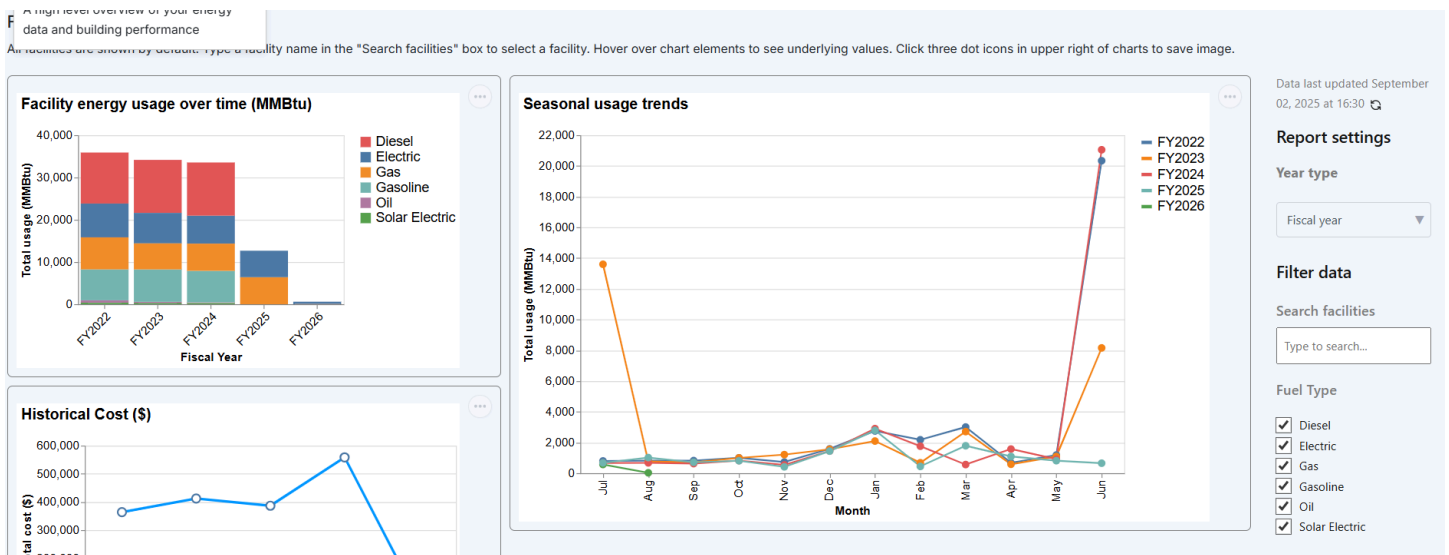 A high level overview of your energy
data and building performance
All facilities are shown by default. Type a facility name in the "Search facilities" box to select a facility. Hover over chart elements to see underlying values. Click three dot icons in upper right of charts to save image.
Facility energy usage over time (MMBtu)
40,000
30,000
20,000
10,000
0
Total usage (MMBtu)
FY2022
FY2023
FY2024
FY2025
FY2026
Fiscal Year
Diesel
Electric
Gas
Gasoline
Oil
Solar Electric
Historical Cost ($)
600,000
500,000
400,000
300,000
cost ($)
Seasonal usage trends
22,000
20,000
18,000
16,000
14,000
12,000
10,000
8,000
6,000
4,000
2,000
0
Total usage (MMBtu)
Jul
Aug
Sep
Oct
Nov
Dec
Jan
Feb
Mar
Apr
May
Jun
Month
FY2022
FY2023
FY2024
FY2025
FY2026
Data last updated September
02, 2025 at 16:30
Report settings
Year type
Fiscal year
Filter data
Search facilities
Type to search...
Fuel Type
Diesel
Electric
Gas
Gasoline
Oil
Solar Electric